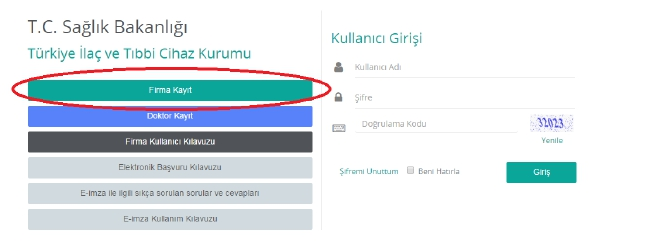 T.C. Sağlık Bakanlığı
Türkiye İlaç ve Tıbbi Cihaz Kurumu
Firma Kayıt
Doktor Kayıt
Firma Kullanıcı Kılavuzu
Elektronik Başvuru Kılavuzu
E-imza ile ilgili sıkça sorulan sorular ve cevapları
E-imza Kullanım Kılavuzu
Kullanıcı Girişi
Kullanıcı Adı
Şifre
Doğrulama Kodu
32023
Yenile
Şifremi Unuttum
Beni Hatırla
Giriş